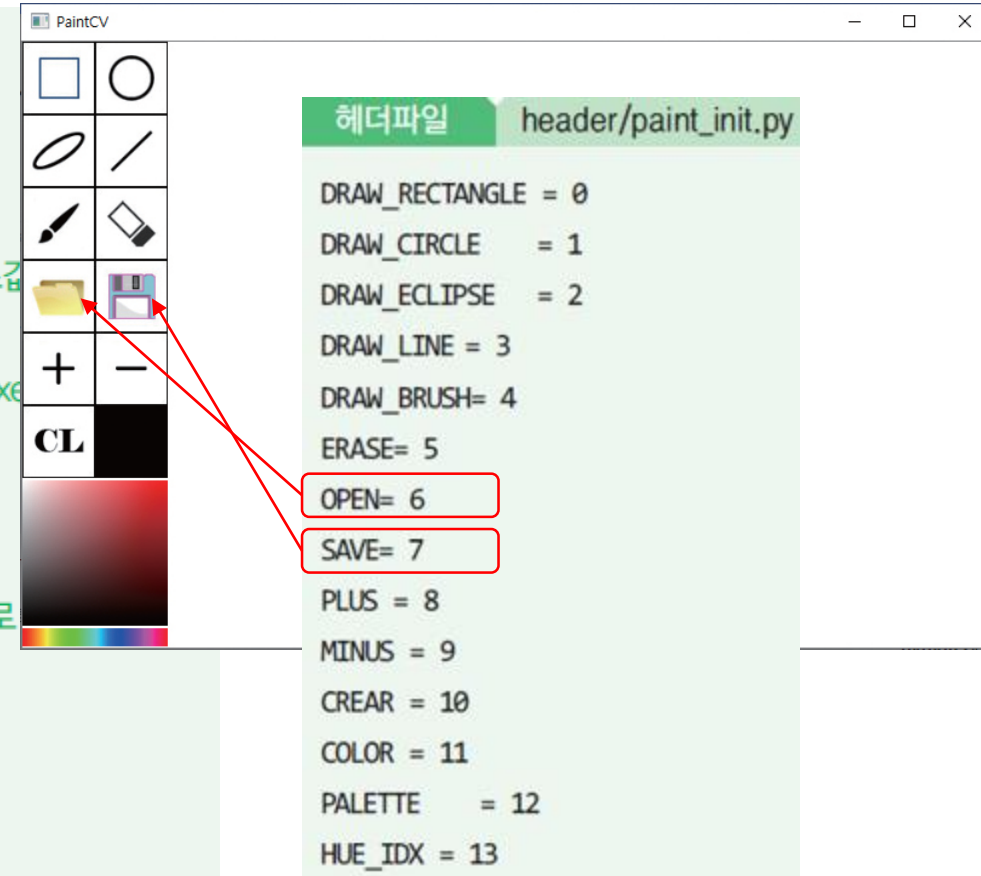 PaintCV
헤더파일 header/paint_init.py
DRAW_RECTANGLE = 0
DRAW_CIRCLE = 1
DRAW_ECLIPSE = 2
DRAW_LINE = 3
DRAW_BRUSH= 4
ERASE= 5
OPEN= 6
SAVE= 7
PLUS = 8
MINUS = 9
CREAR = 10
COLOR = 11
PALETTE = 12
HUE_IDX = 13
CL